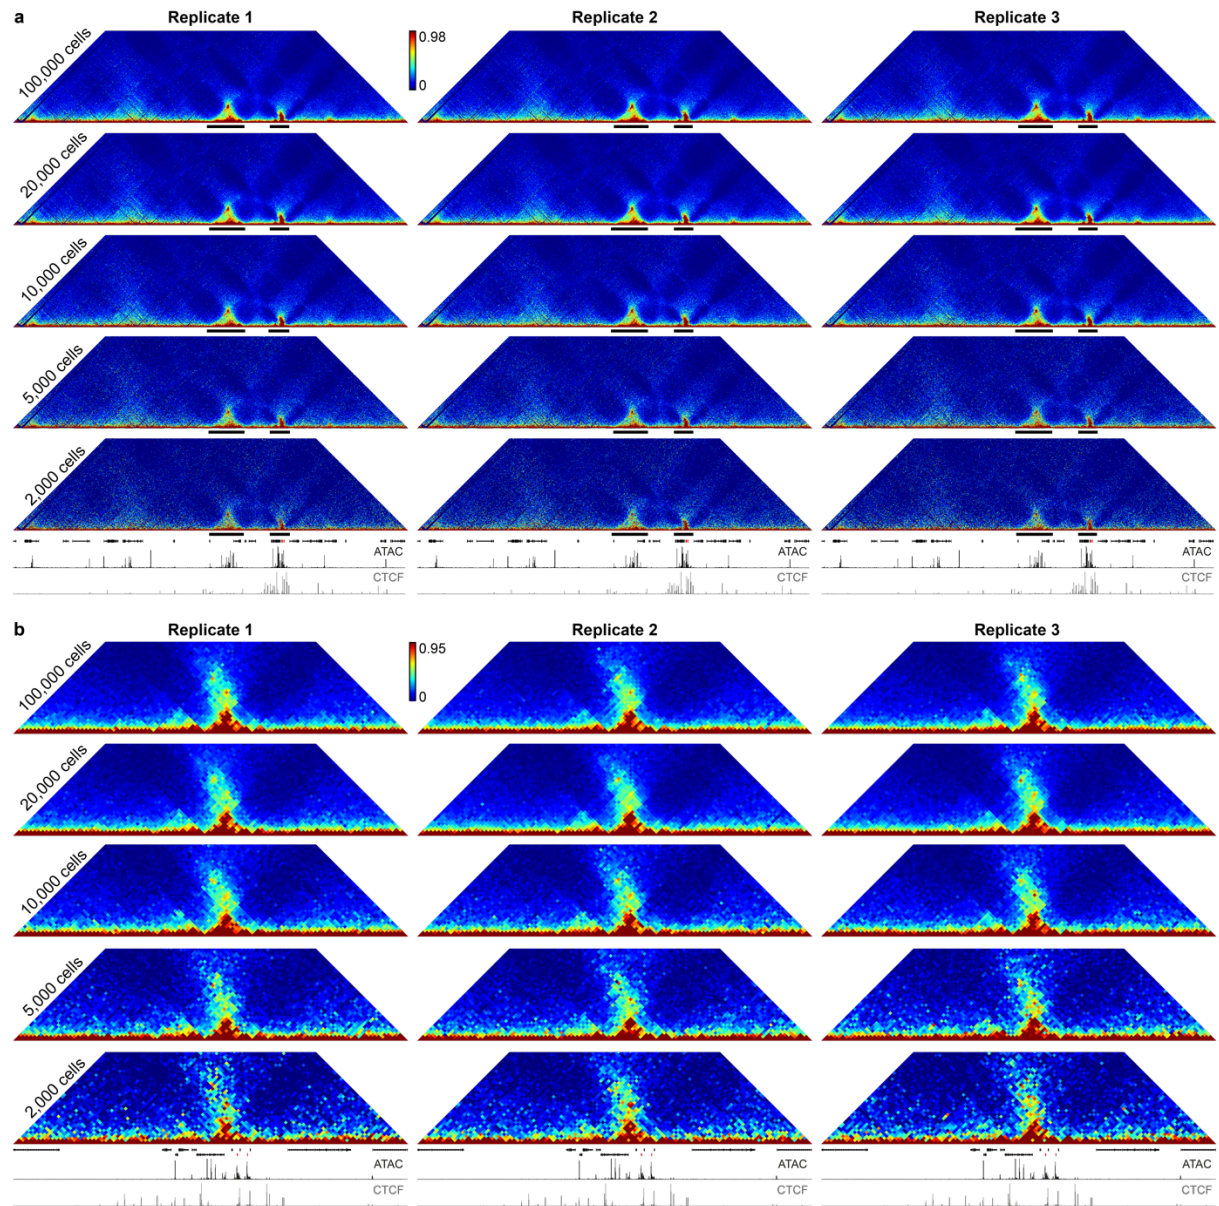 a
Replicate 1
Replicate 2
Replicate 3
100,000 cells
0.98
0
20,000 cells
10,000 cells
5,000 cells
2,000 cells
ATAC
ATAC
ATAC
CTCF
CTCF
CTCF
b
Replicate 1
Replicate 2
Replicate 3
100,000 cells
0.95
0
20,000 cells
10,000 cells
5,000 cells
2,000 cells
ATAC
ATAC
ATAC
CTCF
CTCF
CTCF